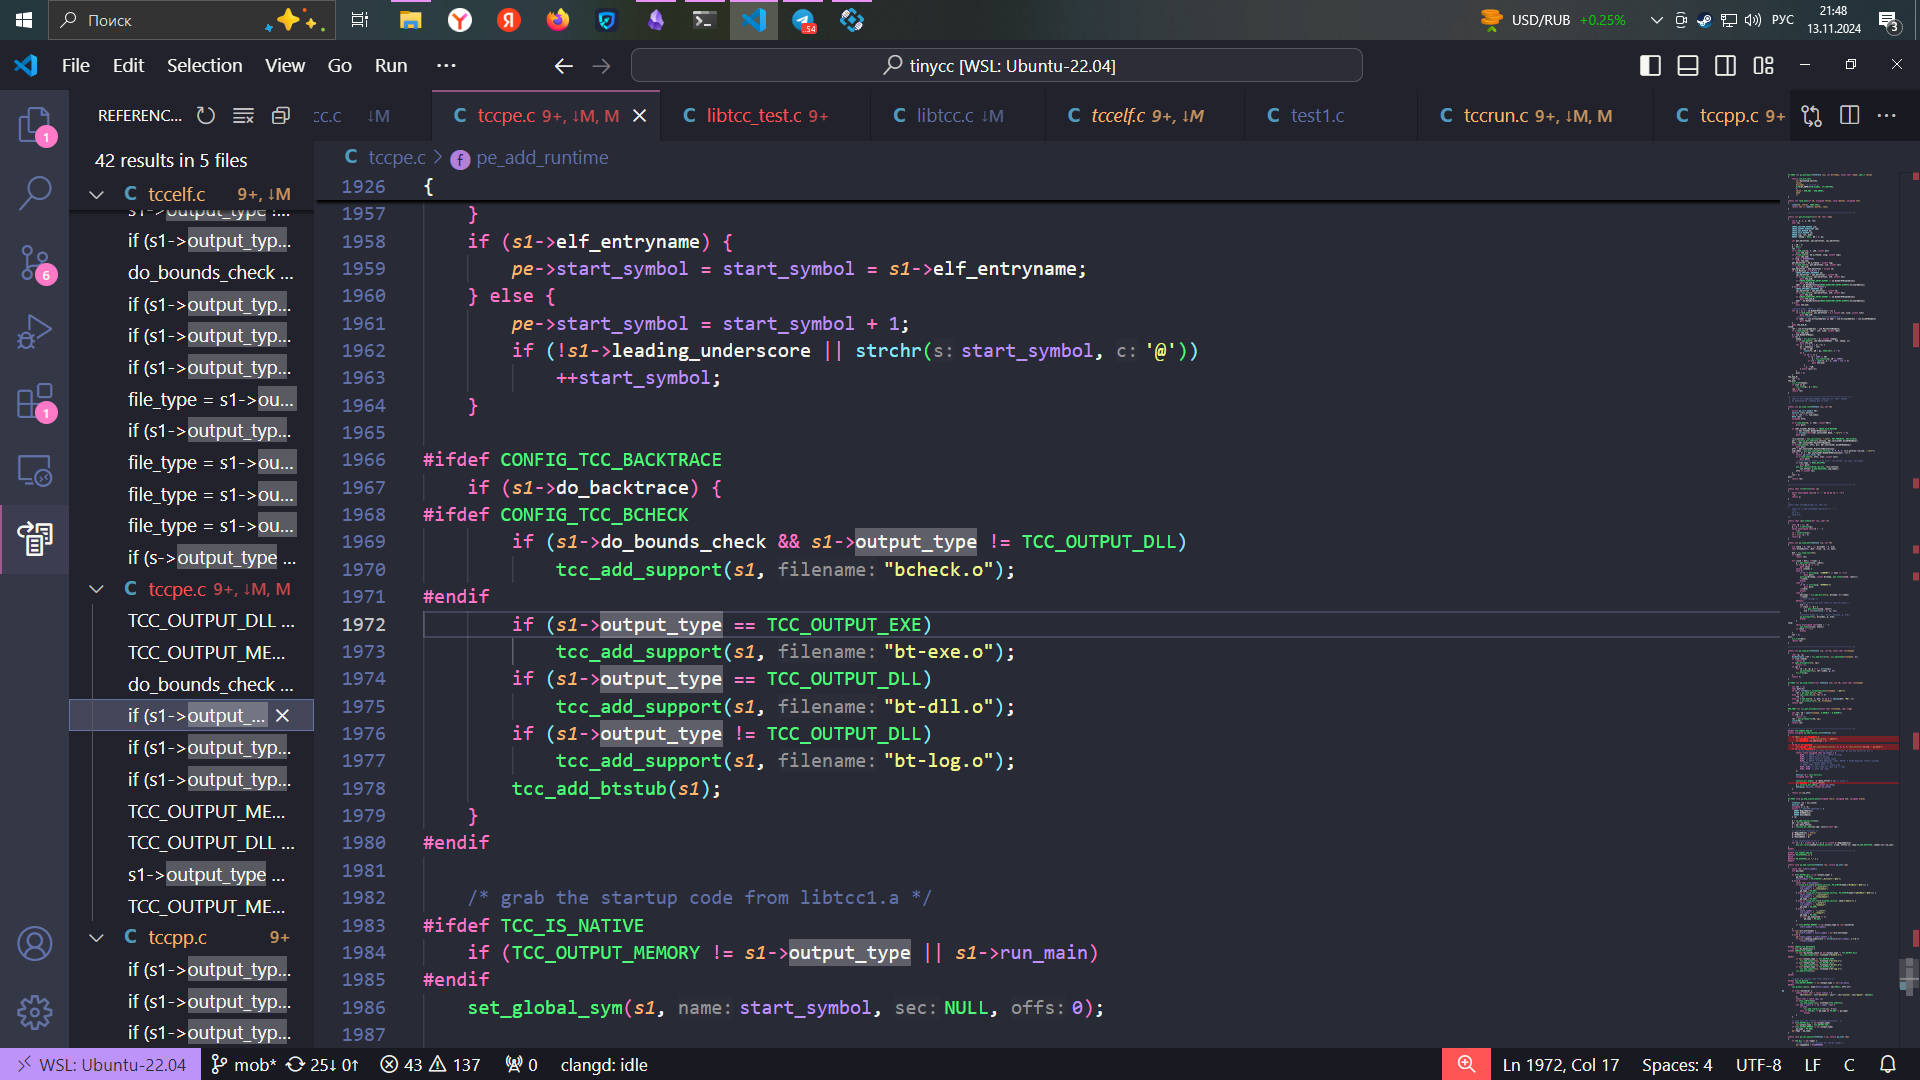 Поиск
USD/RUB +0.25%
РУС
21:48
13.11.2024
3
.54
File Edit Selection View Go Run ···
tinycc [WSL: Ubuntu-22.04]
REFERENC...
cc.c ↓M
tccpe.c 9+, ↓M, M
libtcc_test.c 9+
libtcc.c ↓M
tccelf.c 9+, ↓M
test1.c
tccrun.c 9+, ↓M, M
tccpp.c 9+
1
6
1
42 results in 5 files
tccelf.c 9+, ↓M
s1->output_type !...
if (s1->output_typ...
do_bounds_check ...
if (s1->output_typ...
if (s1->output_typ...
if (s1->output_typ...
file_type = s1->ou...
if (s1->output_typ...
file_type = s1->ou...
file_type = s1->ou...
file_type = s1->ou...
if (s->output_type ...
tccpe.c 9+, ↓M, M
TCC_OUTPUT_DLL ...
TCC_OUTPUT_ME...
do_bounds_check ...
if (s1->output_...
if (s1->output_typ...
if (s1->output_typ...
TCC_OUTPUT_ME...
TCC_OUTPUT_DLL ...
s1->output_type ...
TCC_OUTPUT_ME...
tccpp.c 9+
if (s1->output_typ...
if (s1->output_typ...
if (s1->output_typ...
tccpe.c > pe_add_runtime
1926 {
1957 }
1958 if (s1->elf_entryname) {
1959 pe->start_symbol = start_symbol = s1->elf_entryname;
1960 } else {
1961 pe->start_symbol = start_symbol + 1;
1962 if (!s1->leading_underscore || strchr(s: start_symbol, c: '@'))
1963 ++start_symbol;
1964 }
1965
1966 #ifdef CONFIG_TCC_BACKTRACE
1967 if (s1->do_backtrace) {
1968 #ifdef CONFIG_TCC_BCHECK
1969 if (s1->do_bounds_check && s1->output_type != TCC_OUTPUT_DLL)
1970 tcc_add_support(s1, filename: "bcheck.o");
1971 #endif
1972 if (s1->output_type == TCC_OUTPUT_EXE)
1973 tcc_add_support(s1, filename: "bt-exe.o");
1974 if (s1->output_type == TCC_OUTPUT_DLL)
1975 tcc_add_support(s1, filename: "bt-dll.o");
1976 if (s1->output_type != TCC_OUTPUT_DLL)
1977 tcc_add_support(s1, filename: "bt-log.o");
1978 tcc_add_btstub(s1);
1979 }
1980 #endif
1981
1982 /* grab the startup code from libtcc1.a */
1983 #ifdef TCC_IS_NATIVE
1984 if (TCC_OUTPUT_MEMORY != s1->output_type || s1->run_main)
1985 #endif
1986 set_global_sym(s1, name: start_symbol, sec: NULL, offs: 0);
1987
WSL: Ubuntu-22.04 mob* 25↓ 0↑ 43 137 0 clangd: idle
Ln 1972, Col 17 Spaces: 4 UTF-8 LF C